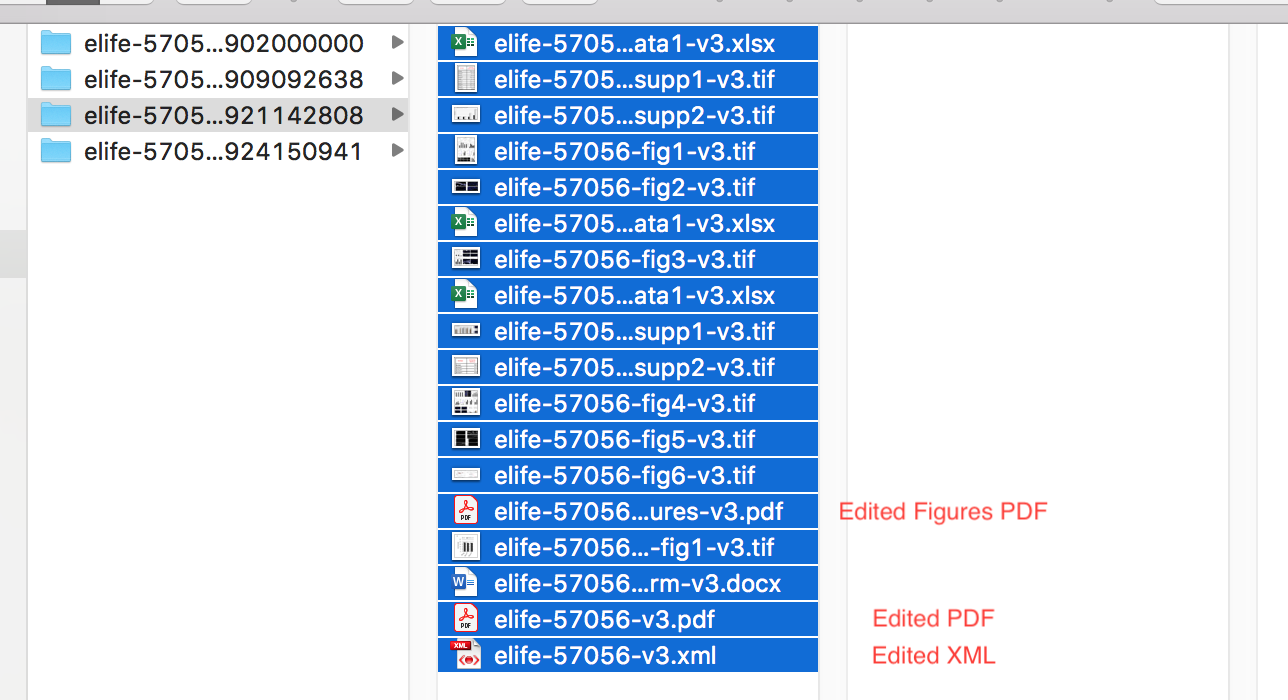 elife-5705...902000000
elife-5705...909092638
elife-5705...921142808
elife-5705...924150941
elife-5705...ata1-v3.xlsx
elife-5705...supp1-v3.tif
elife-5705...supp2-v3.tif
elife-57056-fig1-v3.tif
elife-57056-fig2-v3.tif
elife-5705...ata1-v3.xlsx
elife-57056-fig3-v3.tif
elife-5705...ata1-v3.xlsx
elife-5705...supp1-v3.tif
elife-5705...supp2-v3.tif
elife-57056-fig4-v3.tif
elife-57056-fig5-v3.tif
elife-57056-fig6-v3.tif
PDF elife-57056...ures-v3.pdf Edited Figures PDF
elife-57056...-fig1-v3.tif
W elife-57056...rm-v3.docx
PDF elife-57056-v3.pdf Edited PDF
XML elife-57056-v3.xml Edited XML